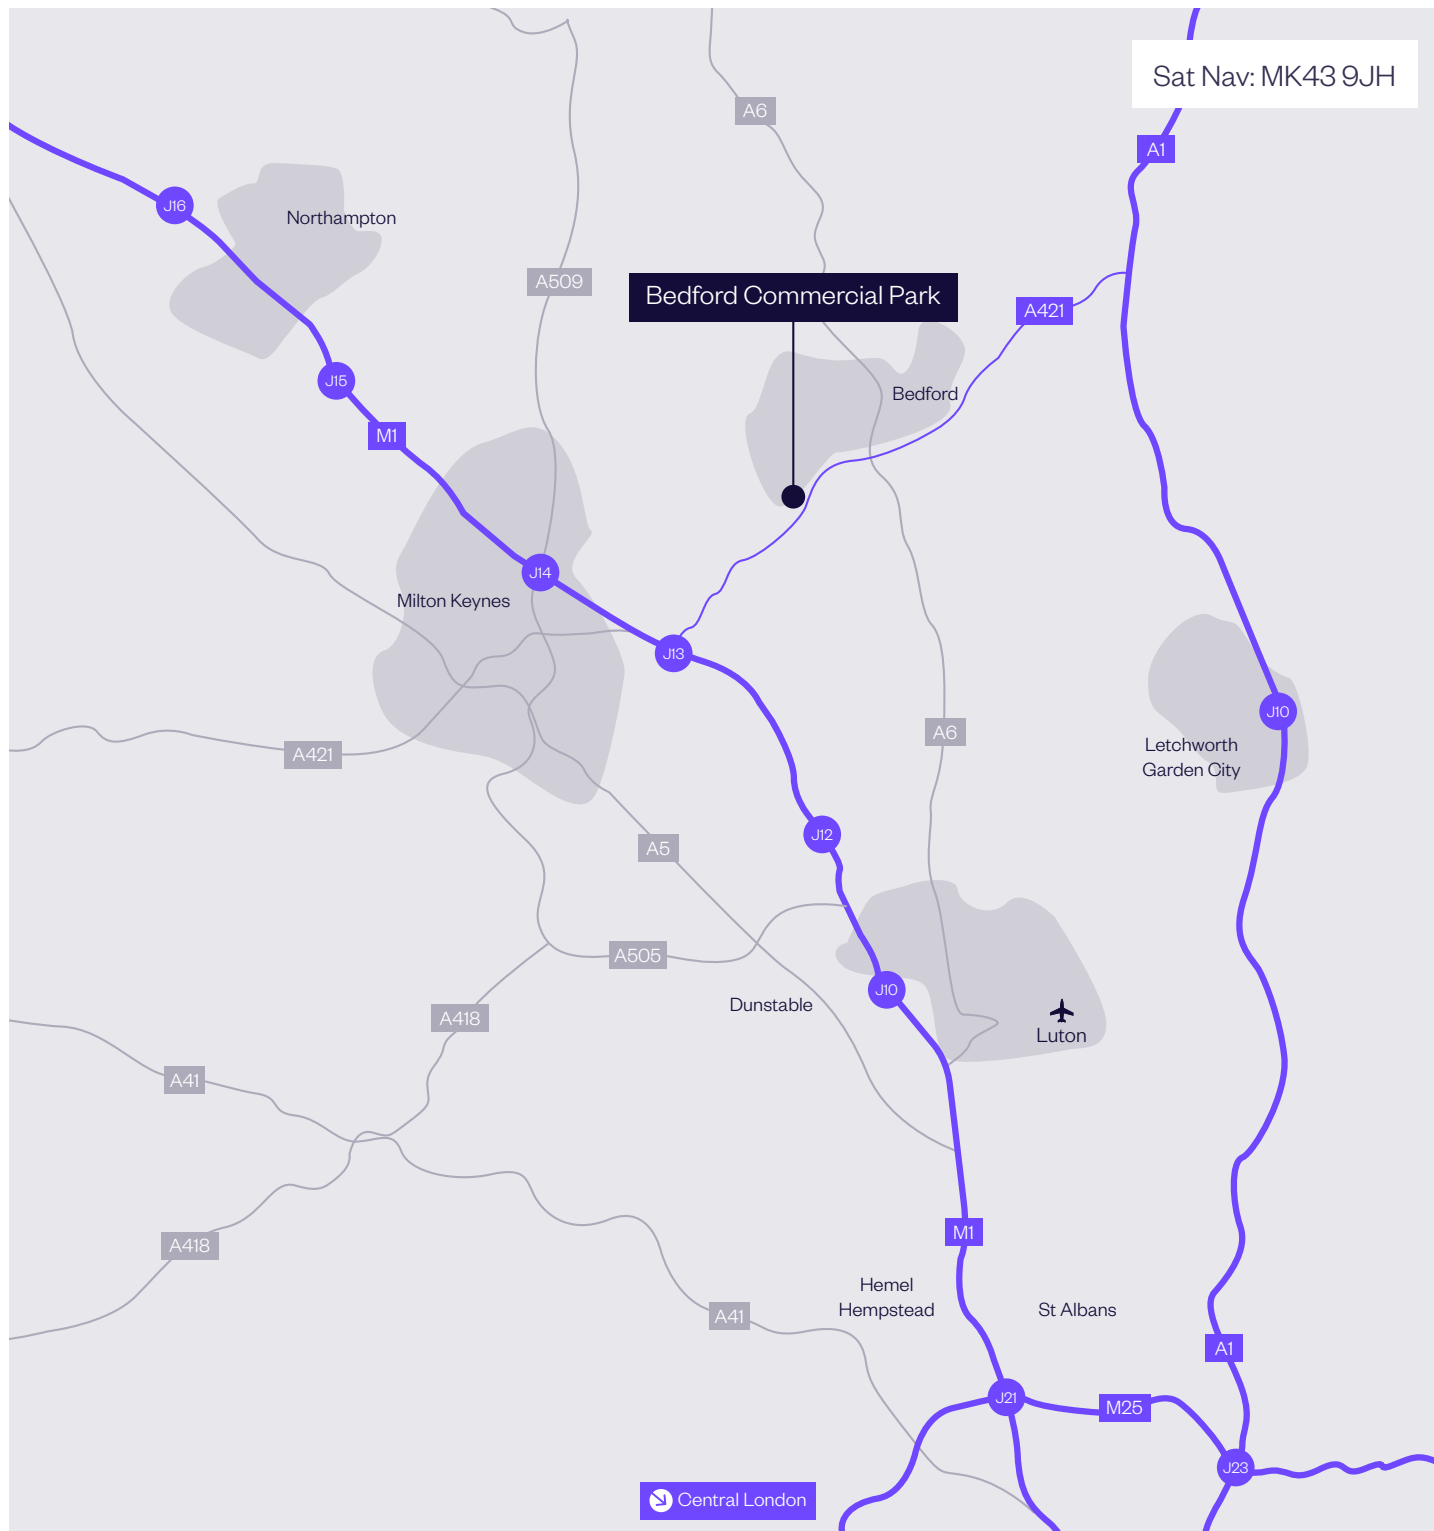 Sat Nav: MK43 9JH
A6
A1
J16
Northampton
A509
Bedford Commercial Park
A421
J15
Bedford
M1
J14
Milton Keynes
J13
J10
A6
Letchworth
Garden City
A421
J12
A5
A505
J10
Dunstable
A418
Luton
A41
M1
A418
Hemel
Hempstead
St Albans
A41
A1
J21
M25
J23
Central London